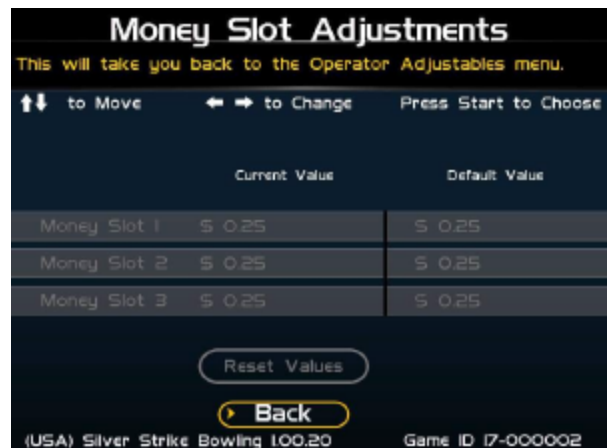 Money Slot Adjustments
This will take you back to the Operator Adjustables menu.
↑↓ to Move ← → to Change Press Start to Choose
Current Value Default Value
Money Slot 1 $ 0.25 $ 0.25
Money Slot 2 $ 0.25 $ 0.25
Money Slot 3 $ 0.25 $ 0.25
Reset Values
Back
(USA) Silver Strike Bowling 1.00.20 Game ID 17-000002